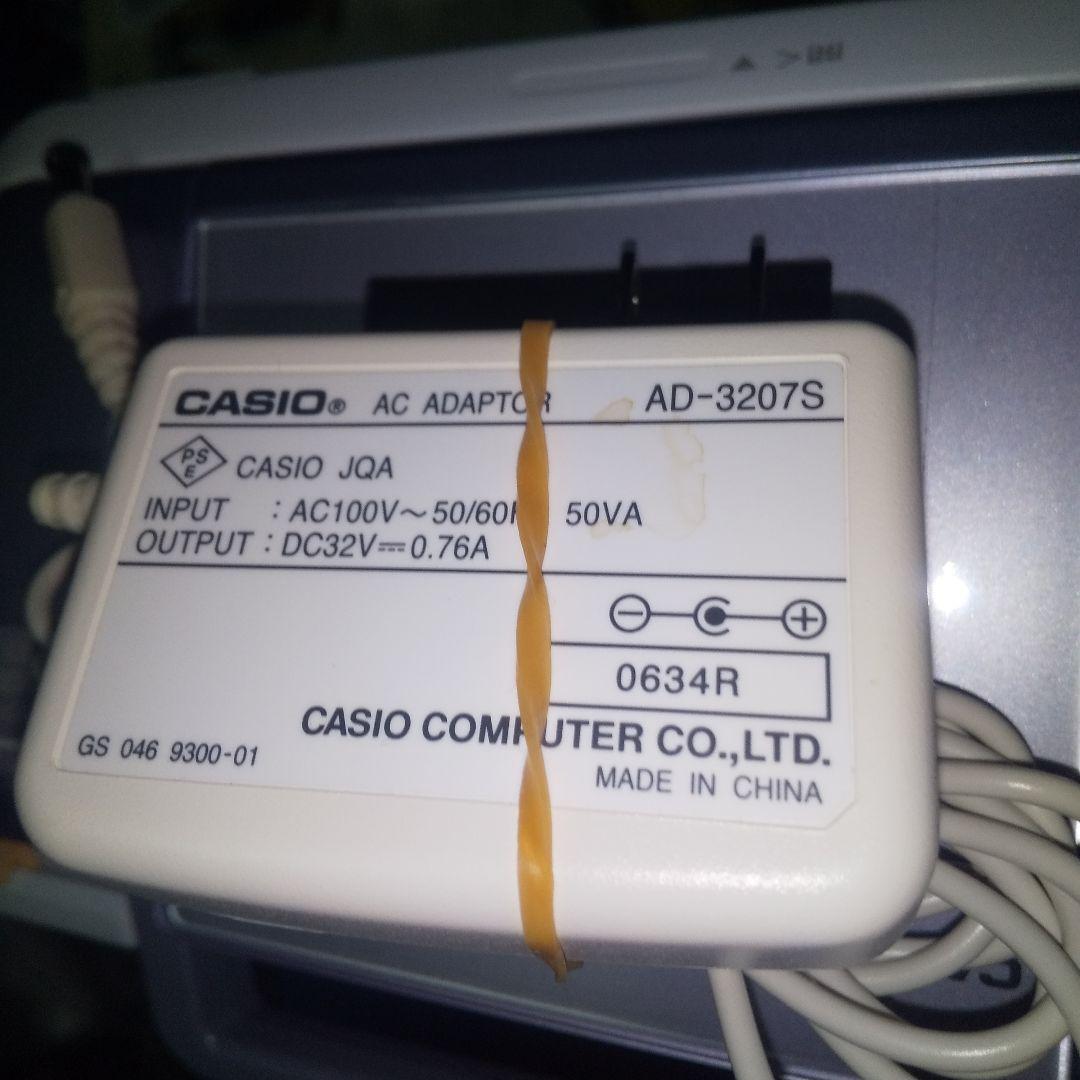 CASIO® AC ADAPTOR AD-3207S
PSE CASIO JQA
INPUT : AC100V～50/60H 50VA
OUTPUT : DC32V⎓0.76A
0634R
CASIO COMPUTER CO.,LTD.
GS 046 9300-01
MADE IN CHINA